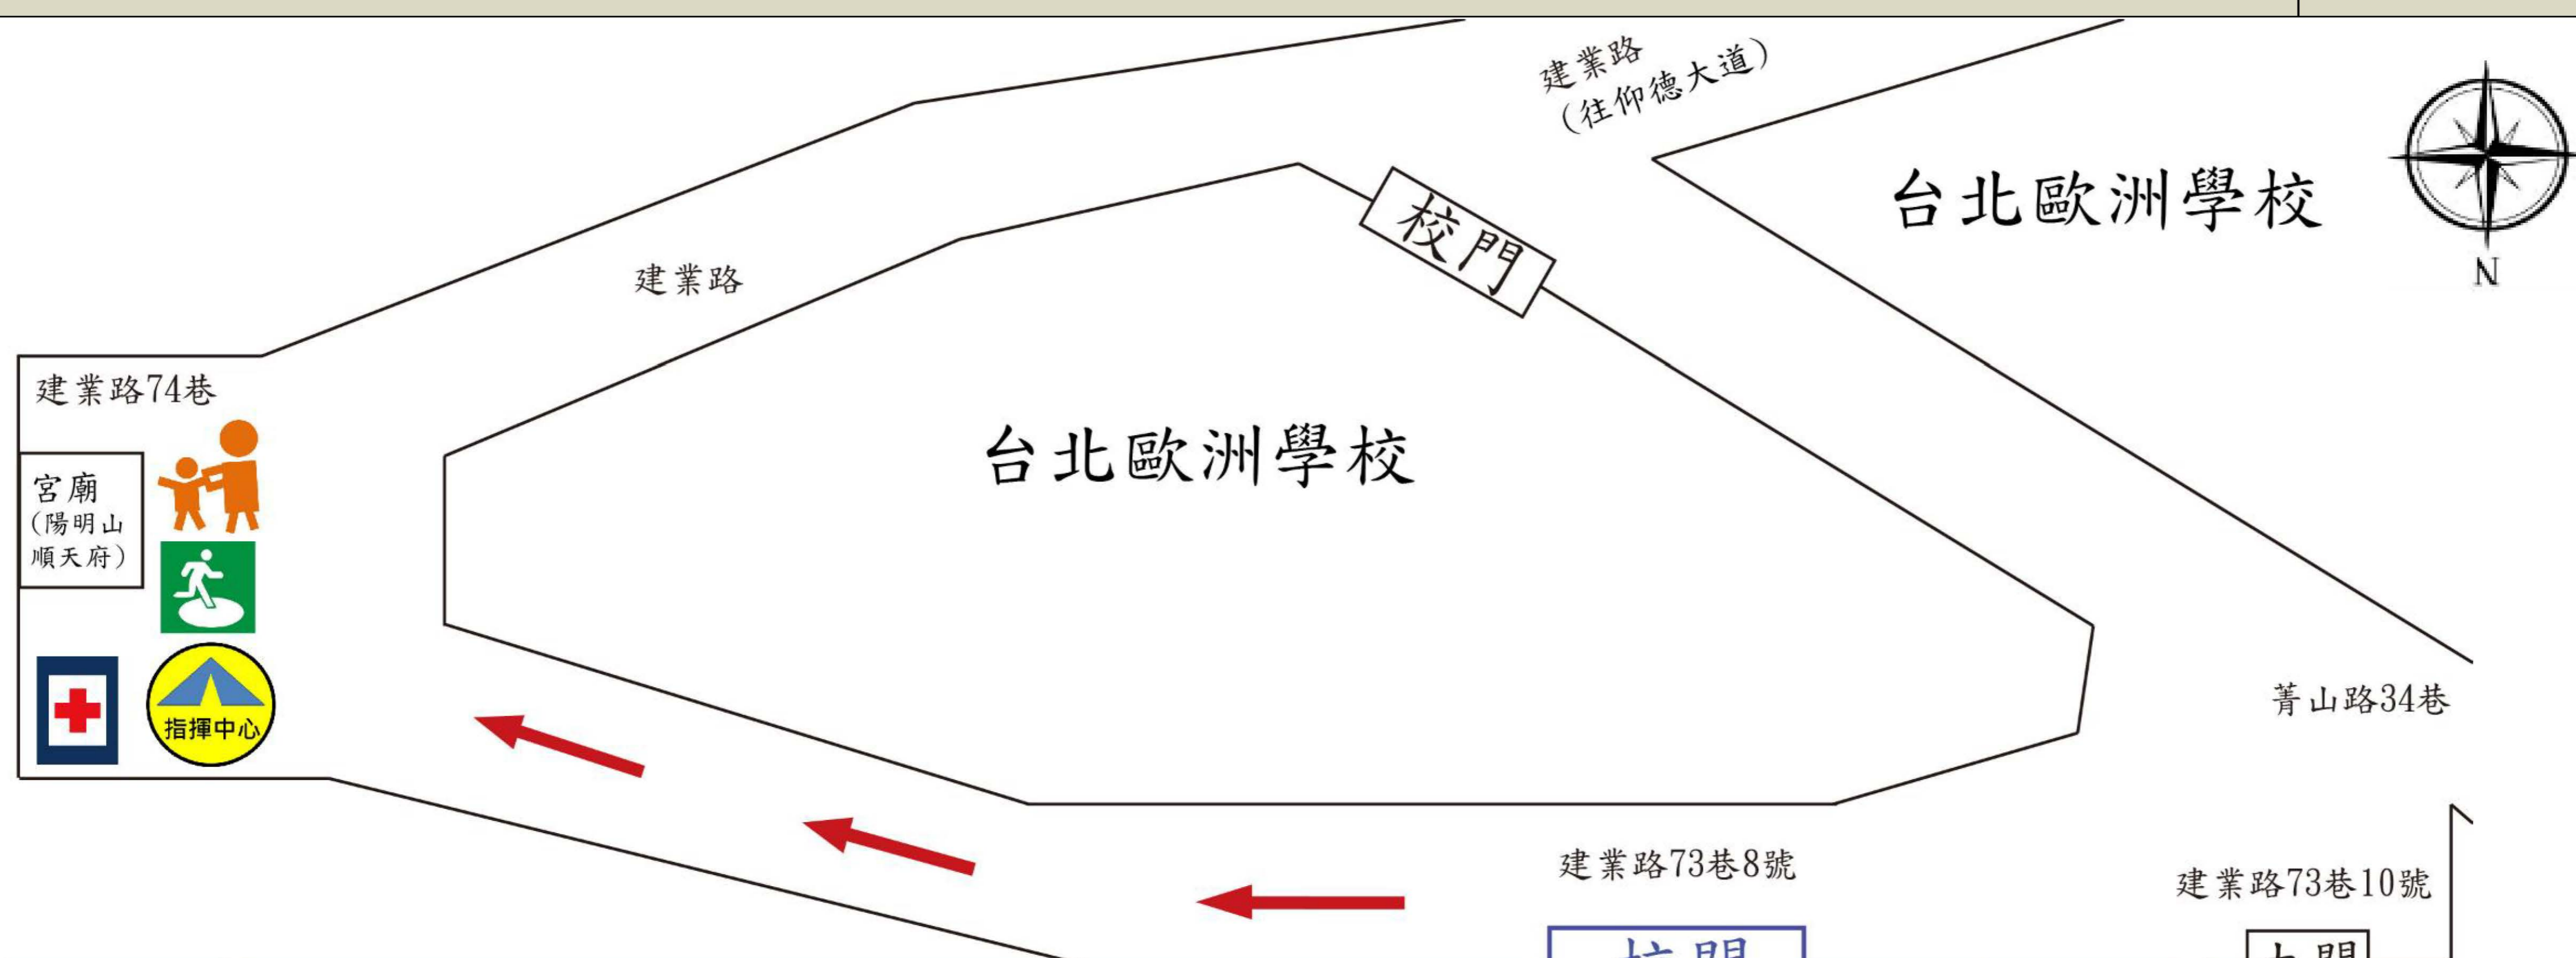 建業路
(往仰德大道)
台北歐洲學校
N
校門
建業路
建業路74巷
台北歐洲學校
宮廟
(陽明山
順天府)
指揮中心
菁山路34巷
建業路73巷8號
建業路73巷10號
校門